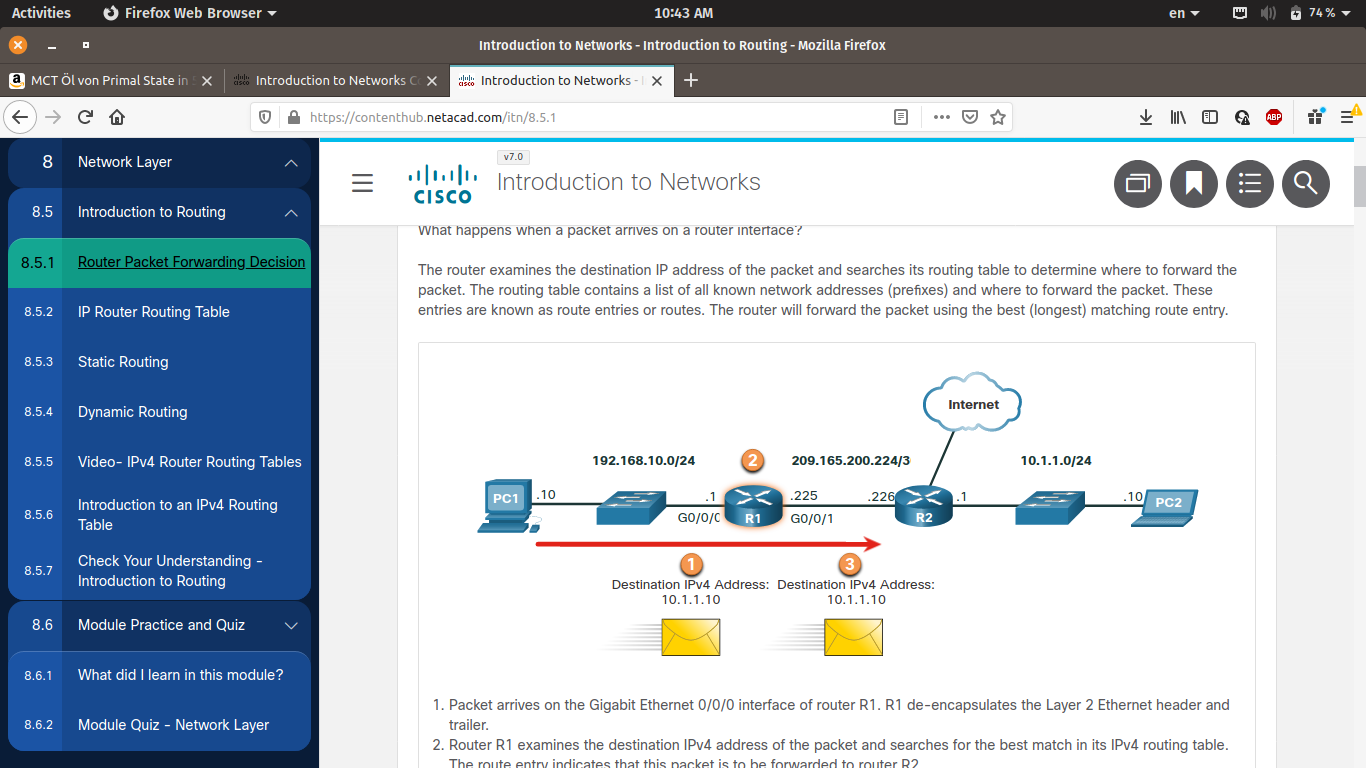 Activities
Firefox Web Browser
10:43 AM
en
74 %
Introduction to Networks - Introduction to Routing - Mozilla Firefox
MCT Öl von Primal State in
Introduction to Networks C
Introduction to Networks -
https://contenthub.netacad.com/itn/8.5.1
ABP
8 Network Layer
8.5 Introduction to Routing
8.5.1 Router Packet Forwarding Decision
8.5.2 IP Router Routing Table
8.5.3 Static Routing
8.5.4 Dynamic Routing
8.5.5 Video- IPv4 Router Routing Tables
8.5.6 Introduction to an IPv4 Routing
Table
8.5.7 Check Your Understanding -
Introduction to Routing
8.6 Module Practice and Quiz
8.6.1 What did I learn in this module?
8.6.2 Module Quiz - Network Layer
CISCO
v7.0
Introduction to Networks
What happens when a packet arrives on a router interface?
The router examines the destination IP address of the packet and searches its routing table to determine where to forward the
packet. The routing table contains a list of all known network addresses (prefixes) and where to forward the packet. These
entries are known as route entries or routes. The router will forward the packet using the best (longest) matching route entry.
Internet
192.168.10.0/24
2
209.165.200.224/3
10.1.1.0/24
PC1
.10
.1
G0/0/0
R1
.225
G0/0/1
.226
R2
.1
.10
PC2
1
3
Destination IPv4 Address:
10.1.1.10
Destination IPv4 Address:
10.1.1.10
1. Packet arrives on the Gigabit Ethernet 0/0/0 interface of router R1. R1 de-encapsulates the Layer 2 Ethernet header and
trailer.
2. Router R1 examines the destination IPv4 address of the packet and searches for the best match in its IPv4 routing table.
The route entry indicates that this packet is to be forwarded to router R2.